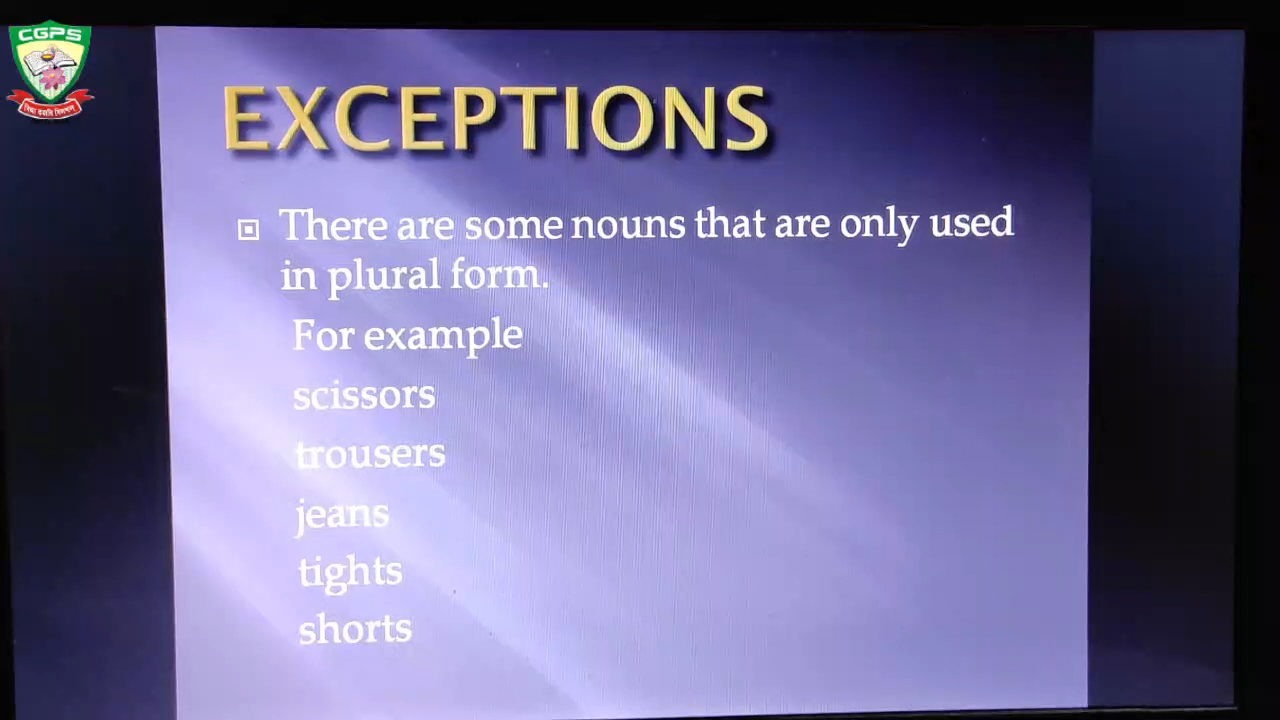 CGPS
EXCEPTIONS
There are some nouns that are only used
in plural form.
For example
scissors
trousers
jeans
tights
shorts